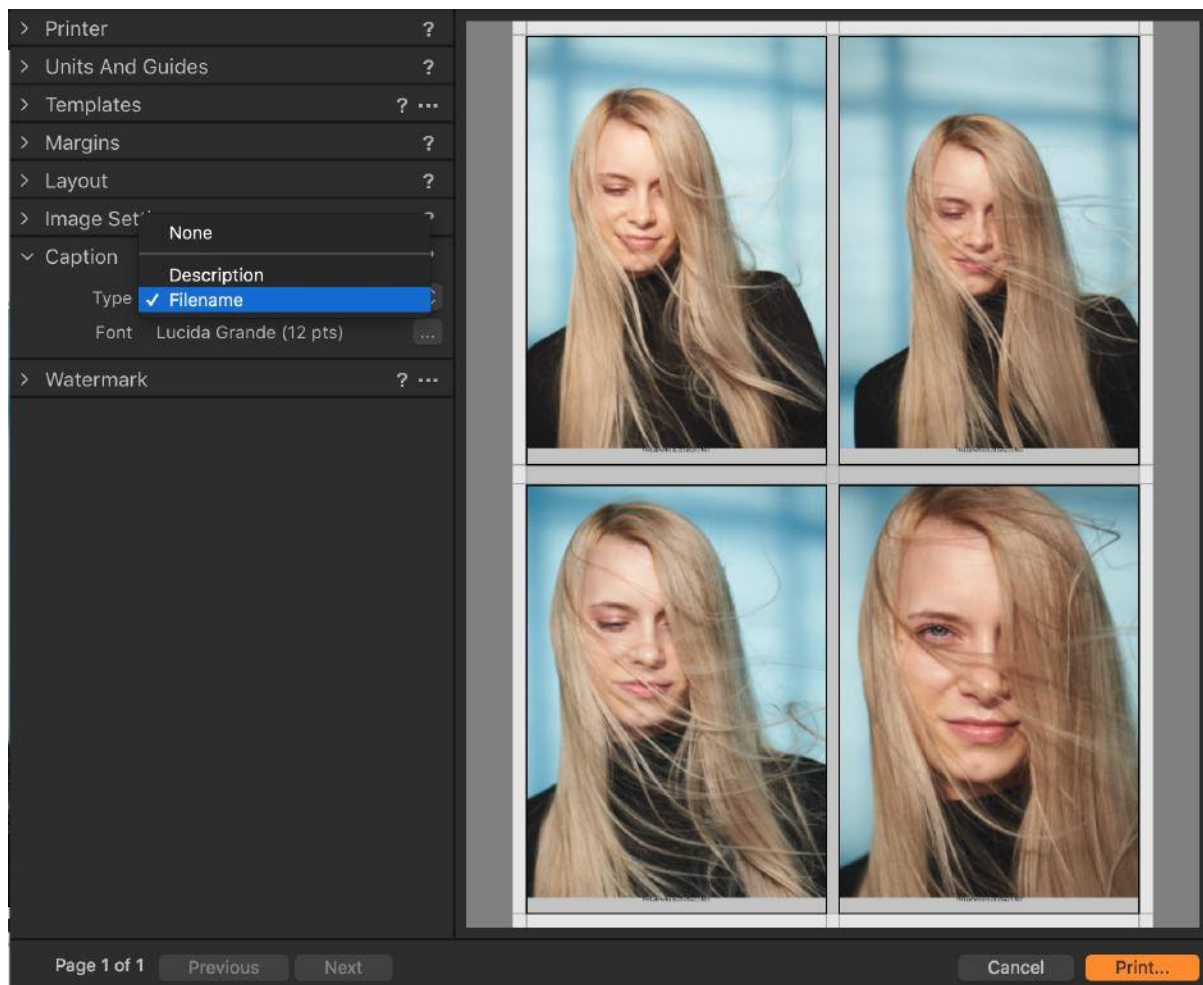 Printer ?
Units And Guides ?
Templates ? ...
Margins ?
Layout ?
Image Set
None
Caption
Description
Type ✓ Filename
Font Lucida Grande (12 pts) ...
Watermark ? ...
Page 1 of 1 Previous Next Cancel Print...